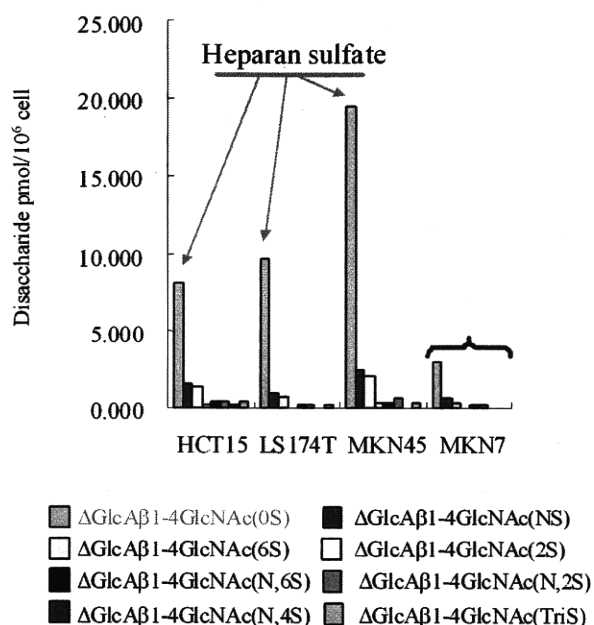 25.000
Heparan sulfate
20.000
15.000
10.000
5.000
0.000
Disaccharide pmol/10⁶ cell
HCT15 LS174T MKN45 MKN7
ΔGlcAβ1-4GlcNAc(0S) ΔGlcAβ1-4GlcNAc(NS)
ΔGlcAβ1-4GlcNAc(6S) ΔGlcAβ1-4GlcNAc(2S)
ΔGlcAβ1-4GlcNAc(N,6S) ΔGlcAβ1-4GlcNAc(N,2S)
ΔGlcAβ1-4GlcNAc(N,4S) ΔGlcAβ1-4GlcNAc(TriS)